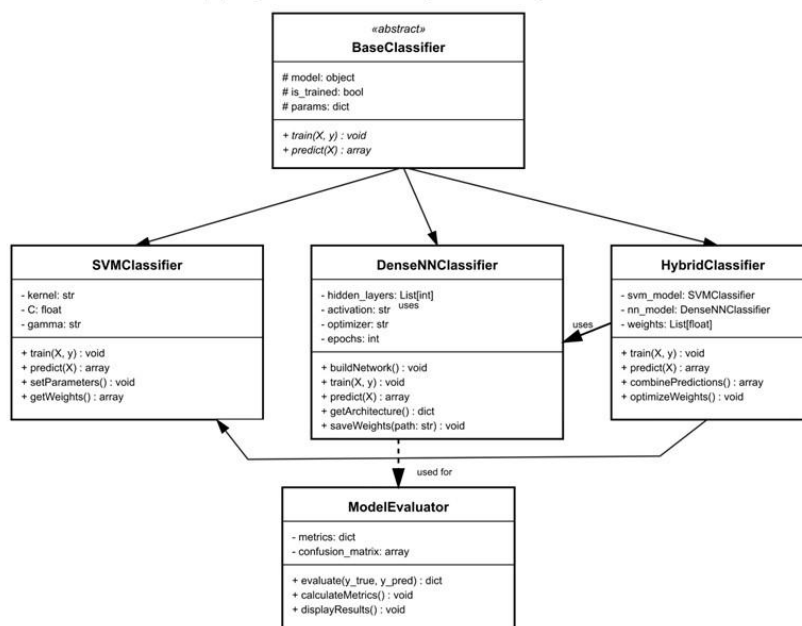 «abstract»
BaseClassifier
# model: object
# is_trained: bool
# params: dict
+ train(X, y) : void
+ predict(X) : array
SVMClassifier
- kernel: str
- C: float
- gamma: str
+ train(X, y) : void
+ predict(X) : array
+ setParameters() : void
+ getWeights() : array
DenseNNClassifier
- hidden_layers: List[int]
- activation: str
uses
- optimizer: str
- epochs: int
+ buildNetwork() : void
+ train(X, y) : void
+ predict(X) : array
+ getArchitecture() : dict
+ saveWeights(path: str) : void
uses
HybridClassifier
- svm_model: SVMClassifier
- nn_model: DenseNNClassifier
- weights: List[float]
+ train(X, y) : void
+ predict(X) : array
+ combinePredictions() : array
+ optimizeWeights() : void
used for
ModelEvaluator
- metrics: dict
- confusion_matrix: array
+ evaluate(y_true, y_pred) : dict
+ calculateMetrics() : void
+ displayResults() : void